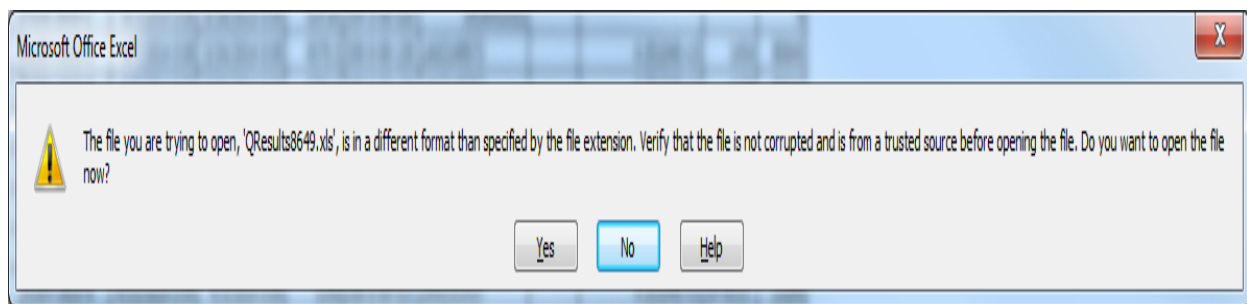 Microsoft Office Excel
X
The file you are trying to open, 'QResults8649.xls', is in a different format than specified by the file extension. Verify that the file is not corrupted and is from a trusted source before opening the file. Do you want to open the file
now?
Yes No Help